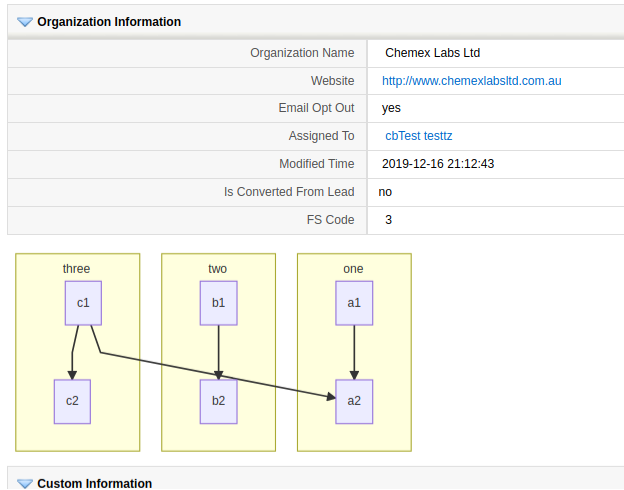 Organization Information
Organization Name Chemex Labs Ltd
Website http://www.chemexlabsltd.com.au
Email Opt Out yes
Assigned To cbTest testtz
Modified Time 2019-12-16 21:12:43
Is Converted From Lead no
FS Code 3
three two one
c1 b1 a1
c2 b2 a2
Custom Information